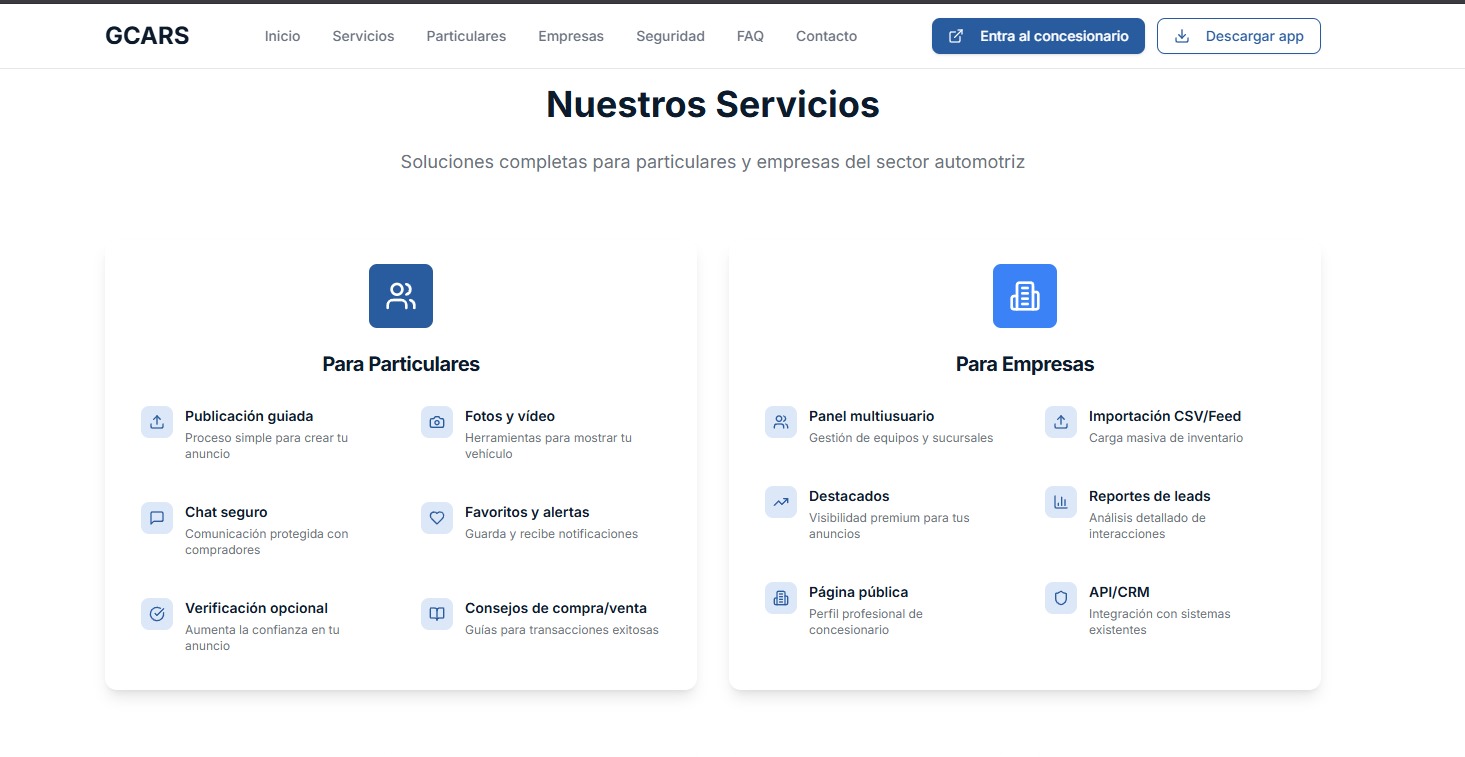 GCARS
Inicio
Servicios
Particulares
Empresas
Seguridad
FAQ
Contacto
Entra al concesionario
Descargar app
Nuestros Servicios
Soluciones completas para particulares y empresas del sector automotriz
Para Particulares
Publicación guiada
Proceso simple para crear tu
anuncio
Fotos y vídeo
Herramientas para mostrar tu
vehículo
Chat seguro
Comunicación protegida con
compradores
Favoritos y alertas
Guarda y recibe notificaciones
Verificación opcional
Aumenta la confianza en tu
anuncio
Consejos de compra/venta
Guías para transacciones exitosas
Para Empresas
Panel multiusuario
Gestión de equipos y sucursales
Importación CSV/Feed
Carga masiva de inventario
Destacados
Visibilidad premium para tus
anuncios
Reportes de leads
Análisis detallado de
interacciones
Página pública
Perfil profesional de
concesionario
API/CRM
Integración con sistemas
existentes